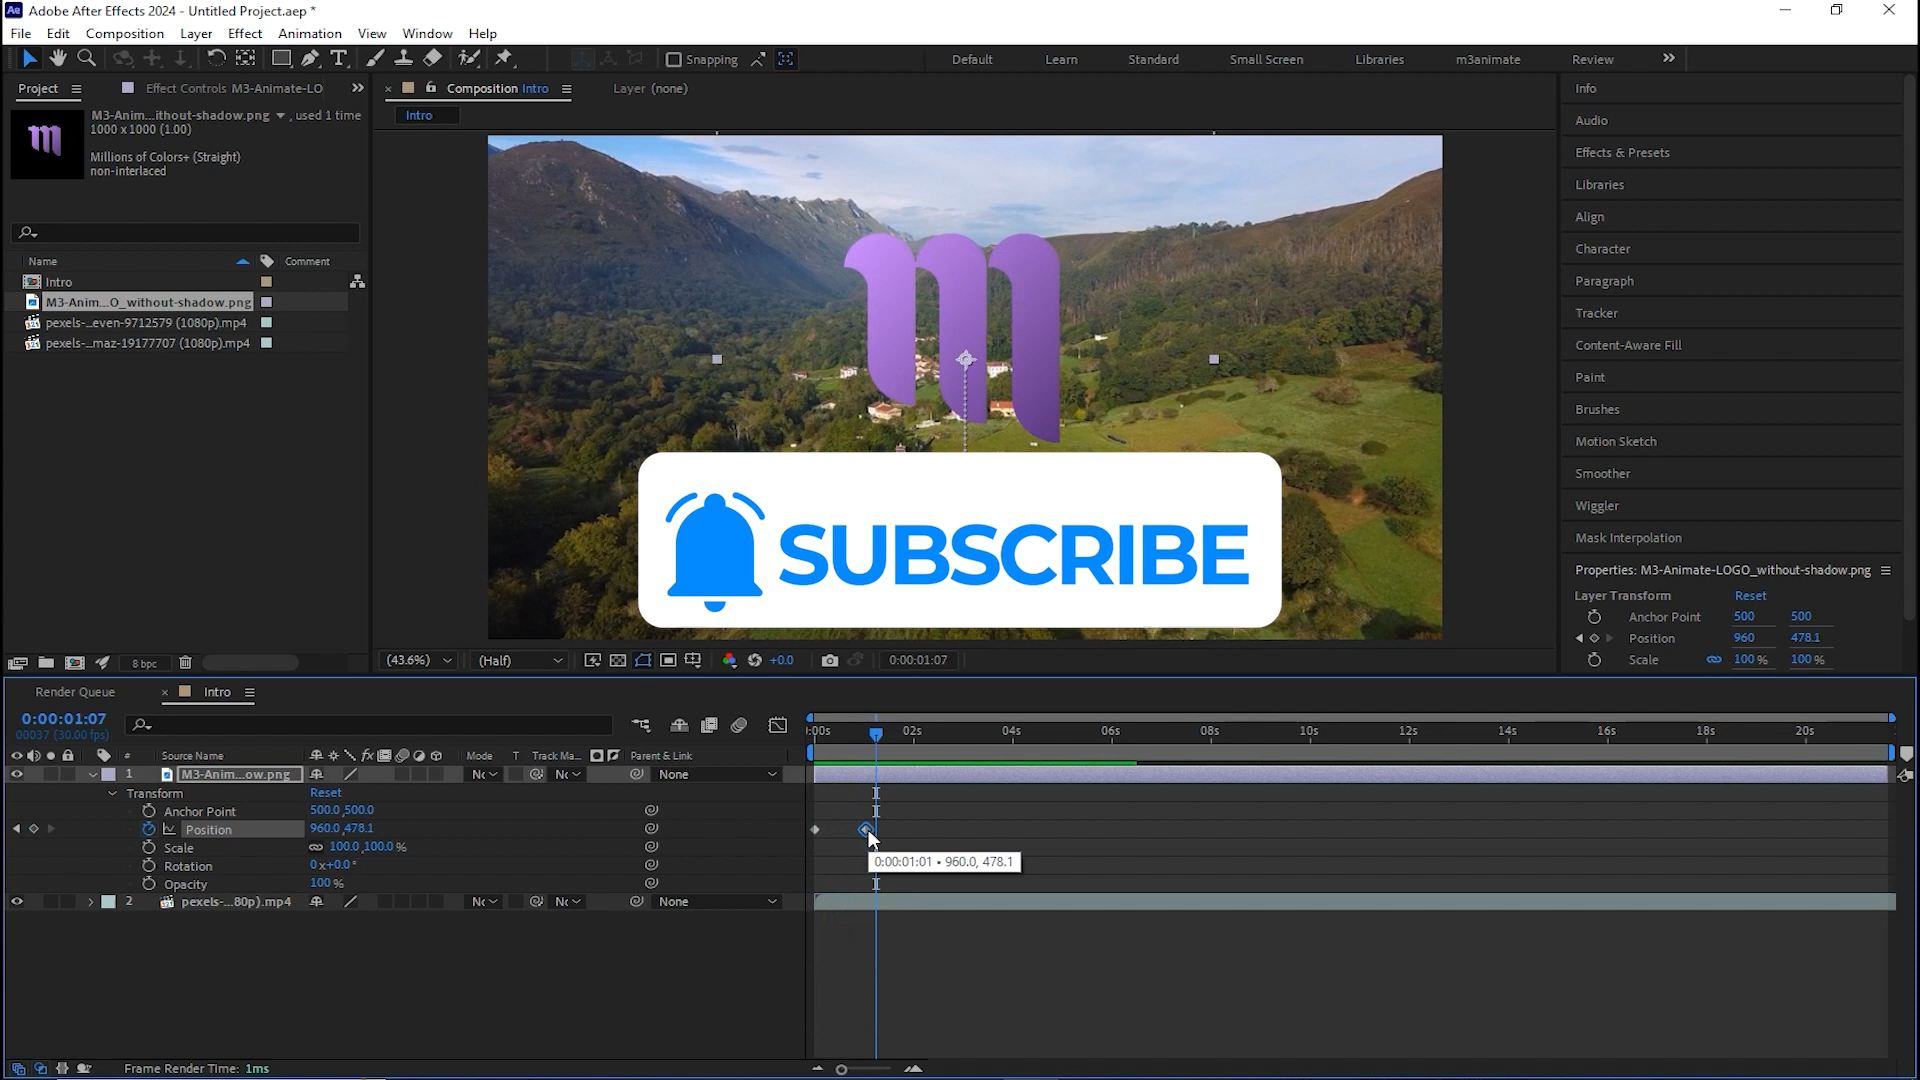 Adobe After Effects 2024 - Untitled Project.aep *
File Edit Composition Layer Effect Animation View Window Help
Snapping
Default Learn Standard Small Screen Libraries m3animate Review
Project
Effect Controls M3-Animate-LO
Composition Intro
Layer (none)
Intro
M3-Anim...ithout-shadow.png , used 1 time
1000 x 1000 (1.00)
Millions of Colors+ (Straight)
non-interlaced
Name Comment
Intro
M3-Anim...O_without-shadow.png
pexels-...even-9712579 (1080p).mp4
pexels-...maz-19177707 (1080p).mp4
8 bpc
SUBSCRIBE
(43.6%) (Half) +0.0 0:00:01:07
Info
Audio
Effects & Presets
Libraries
Align
Character
Paragraph
Tracker
Content-Aware Fill
Paint
Brushes
Motion Sketch
Smoother
Wiggler
Mask Interpolation
Properties: M3-Animate-LOGO_without-shadow.png
Layer Transform Reset
Anchor Point 500 500
Position 960 478.1
Scale 100 % 100 %
Render Queue
Intro
0:00:01:07
00037 (30.00 fps)
:00s 02s 04s 06s 08s 10s 12s 14s 16s 18s 20s
# Source Name fx Mode T Track Ma... Parent & Link
1 M3-Anim...ow.png None
Transform Reset
Anchor Point 500.0,500.0
Position 960.0,478.1
Scale 100.0,100.0 %
Rotation 0x+0.0°
Opacity 100 %
0:00:01:01 • 960.0, 478.1
2 pexels-...80p).mp4 None
Frame Render Time: 1ms